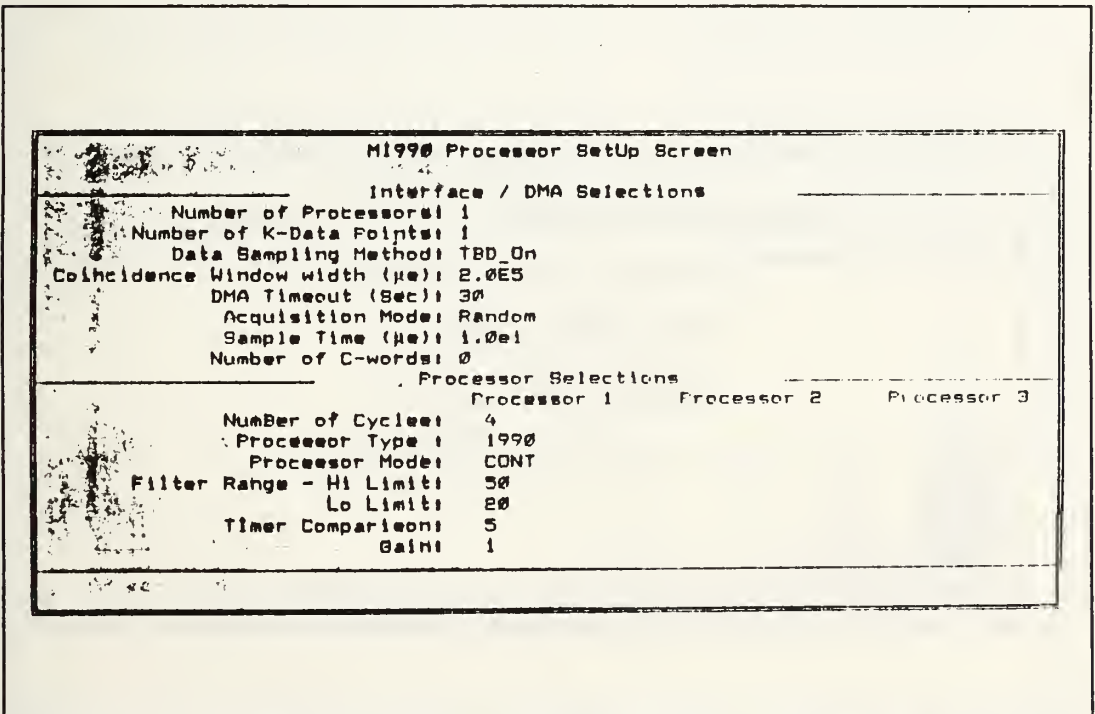 M1990 Processor SetUp Screen
Interface / DMA Selections
Number of Processors: 1
Number of K-Data Points: 1
Data Sampling Method: TBD_On
Coincidence Window width (µs): 2.0E5
DMA Timeout (Sec): 30
Acquisition Mode: Random
Sample Time (µs): 1.0e1
Number of C-words: 0
Processor Selections
Processor 1 Processor 2 Processor 3
NumBer of Cycles: 4
Processor Type : 1990
Processor Mode: CONT
Filter Range - Hi Limit: 50
Lo Limit: 20
Timer Comparison: 5
Gain: 1